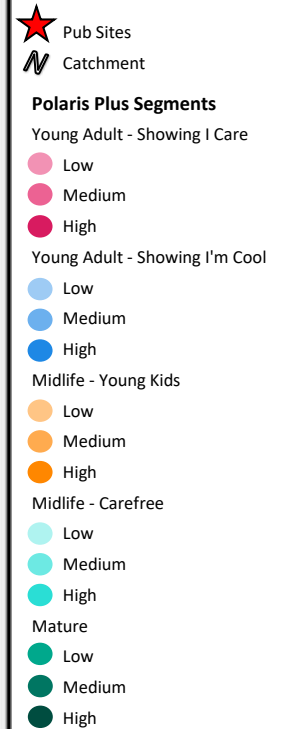 Pub Sites
Catchment
Polaris Plus Segments
Young Adult - Showing I Care
Low
Medium
High
Young Adult - Showing I'm Cool
Low
Medium
High
Midlife - Young Kids
Low
Medium
High
Midlife - Carefree
Low
Medium
High
Mature
Low
Medium
High